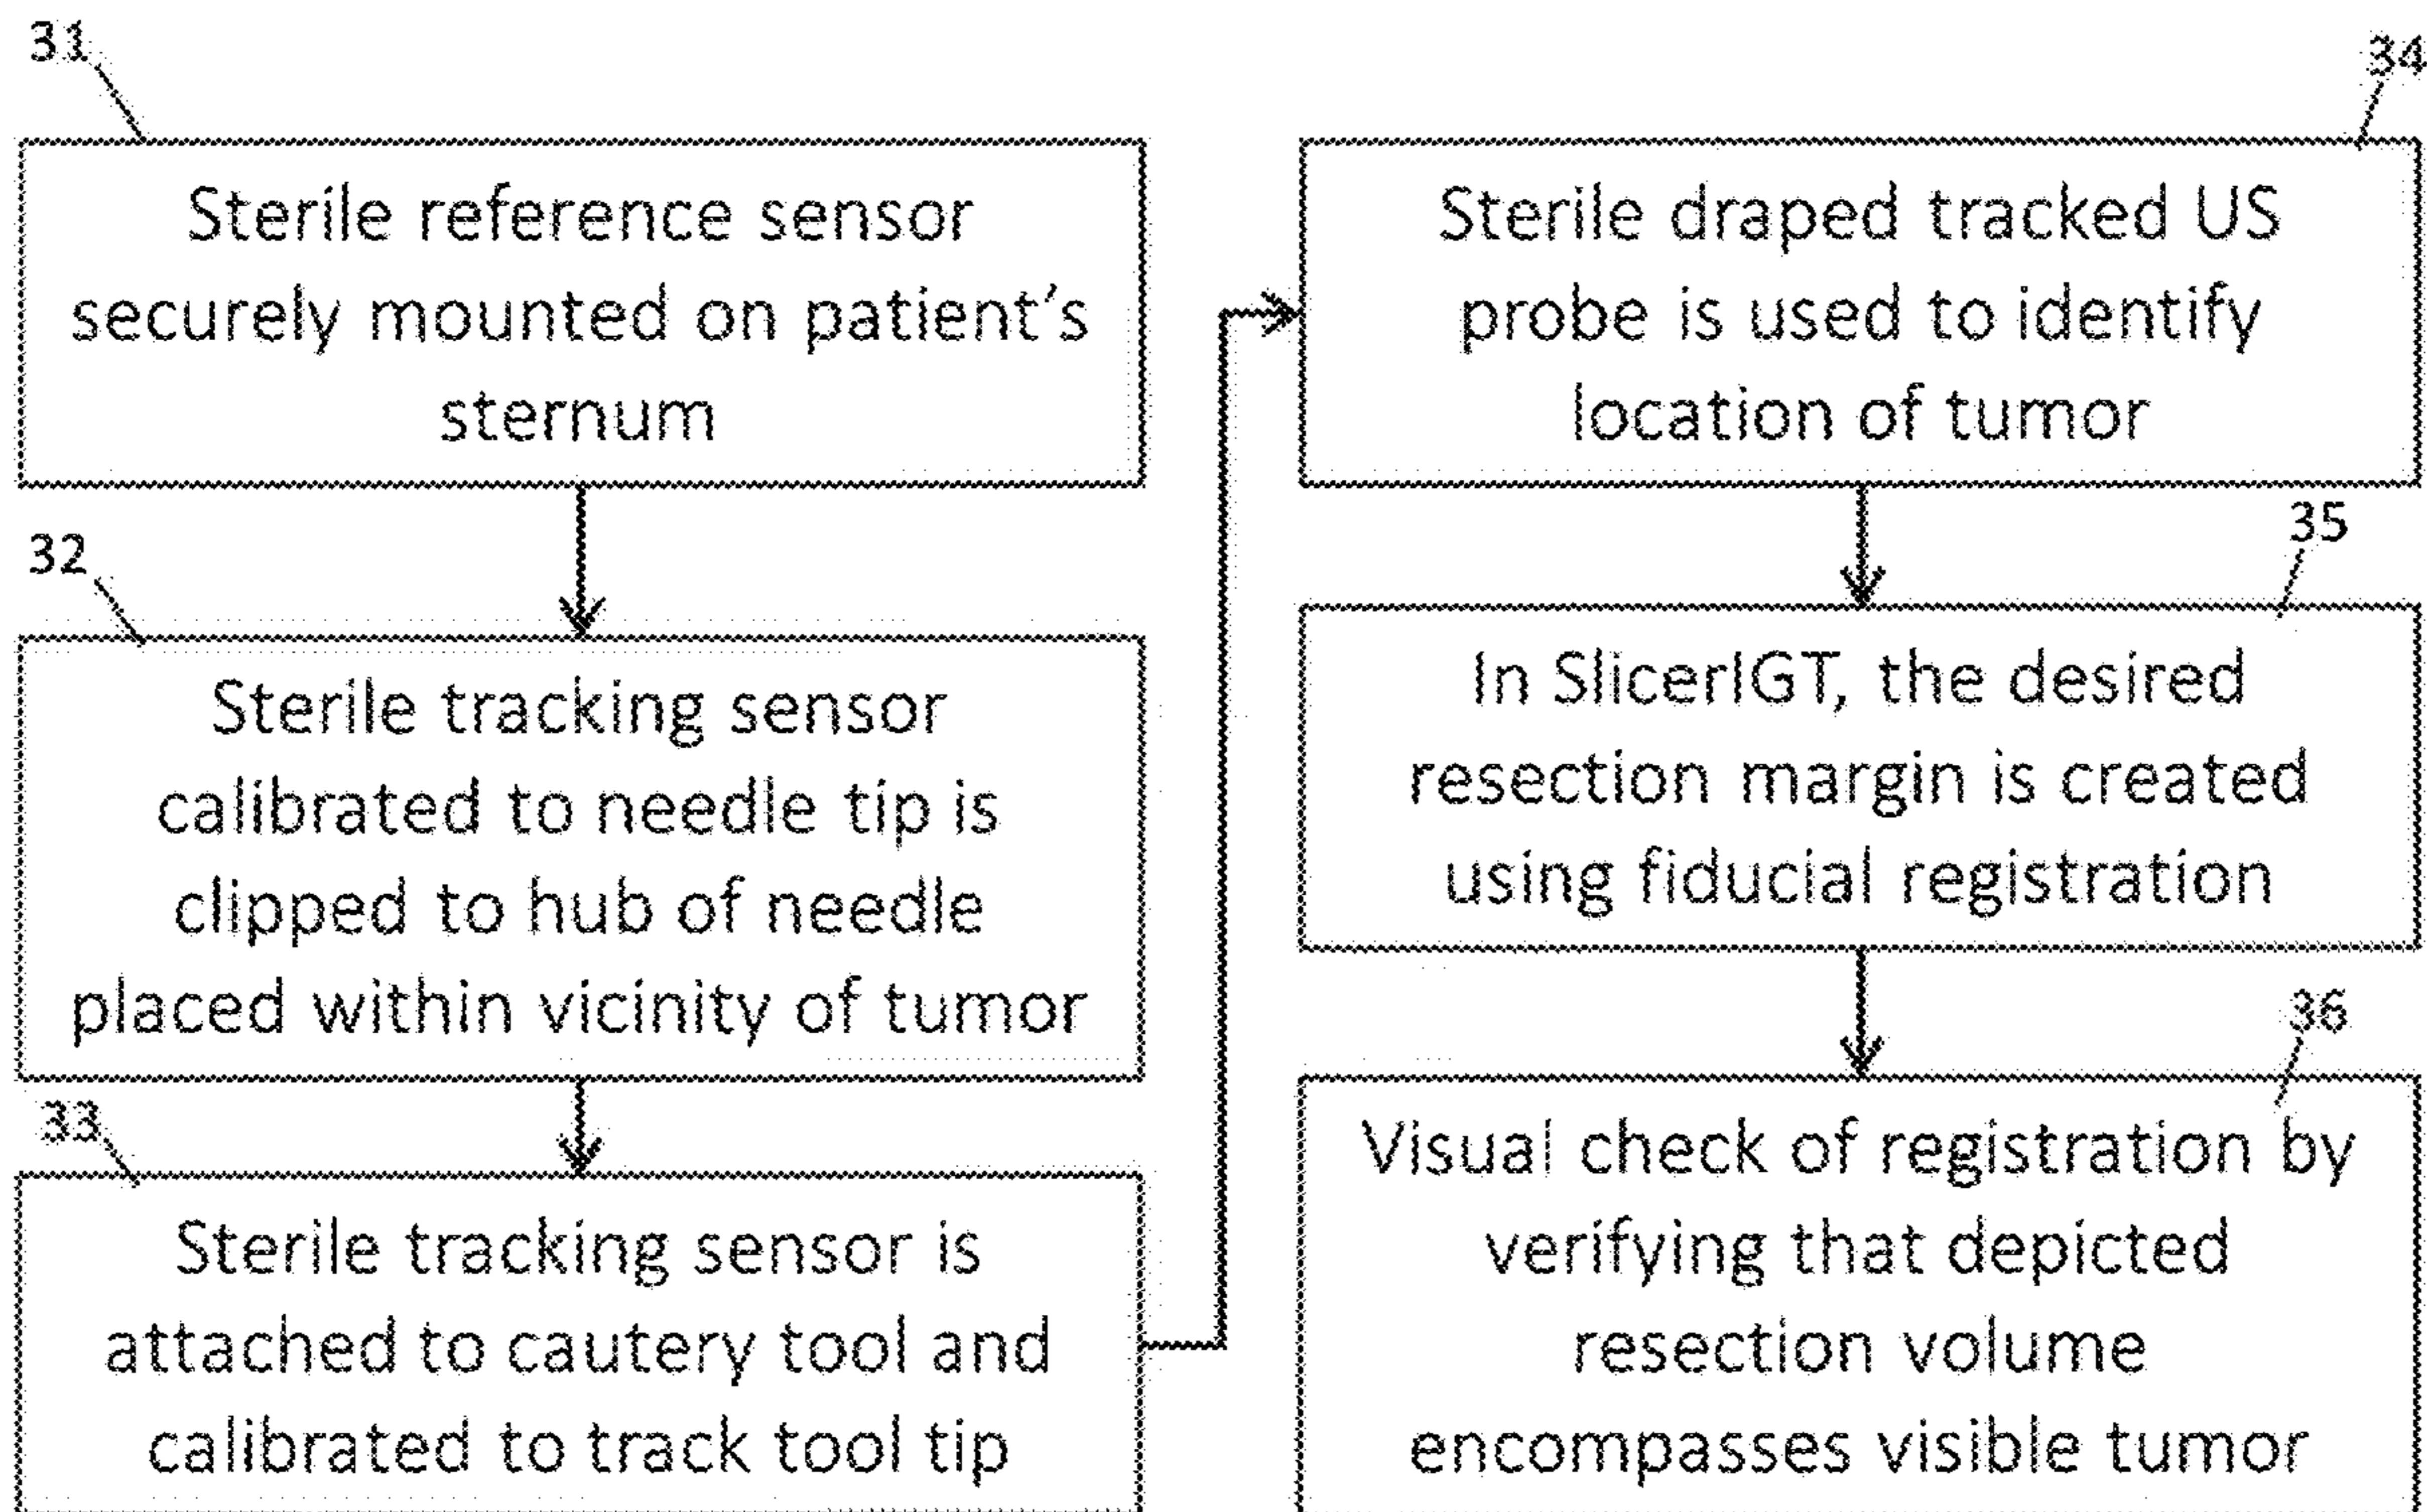 31
Sterile reference sensor
securely mounted on patient's
sternum
32
Sterile tracking sensor
calibrated to needle tip is
clipped to hub of needle
placed within vicinity of tumor
33
Sterile tracking sensor is
attached to cautery tool and
calibrated to track tool tip
34
Sterile draped tracked US
probe is used to identify
location of tumor
35
In SlicerIGT, the desired
resection margin is created
using fiducial registration
36
Visual check of registration by
verifying that depicted
resection volume
encompasses visible tumor